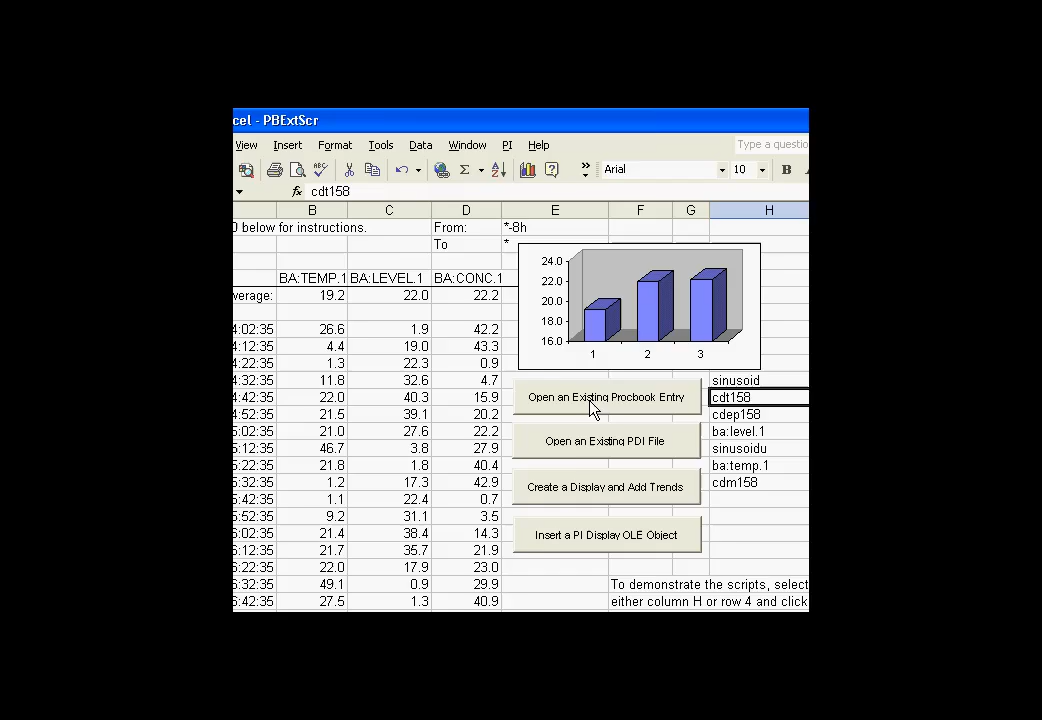 cel - PBExtScr
View Insert Format Tools Data Window PI Help Type a questio
ABC Σ A Z ? » Arial 10 B
fx cdt158
B C D E F G H
0 below for instructions. From: *-8h
To *
BA:TEMP.1 BA:LEVEL.1 BA:CONC.1
verage: 19.2 22.0 22.2
4:02:35 26.6 1.9 42.2
4:12:35 4.4 19.0 43.3
4:22:35 1.3 22.3 0.9
4:32:35 11.8 32.6 4.7
4:42:35 22.0 40.3 15.9
4:52:35 21.5 39.1 20.2
5:02:35 21.0 27.6 22.2
5:12:35 46.7 3.8 27.9
5:22:35 21.8 1.8 40.4
5:32:35 1.2 17.3 42.9
5:42:35 1.1 22.4 0.7
5:52:35 9.2 31.1 3.5
6:02:35 21.4 38.4 14.3
6:12:35 21.7 35.7 21.9
6:22:35 22.0 17.9 23.0
6:32:35 49.1 0.9 29.9
6:42:35 27.5 1.3 40.9
24.0
22.0
20.0
18.0
16.0
1 2 3
Open an Existing Procbook Entry
Open an Existing PDI File
Create a Display and Add Trends
Insert a PI Display OLE Object
sinusoid
cdt158
cdep158
ba:level.1
sinusoidu
ba:temp.1
cdm158
To demonstrate the scripts, select
either column H or row 4 and click